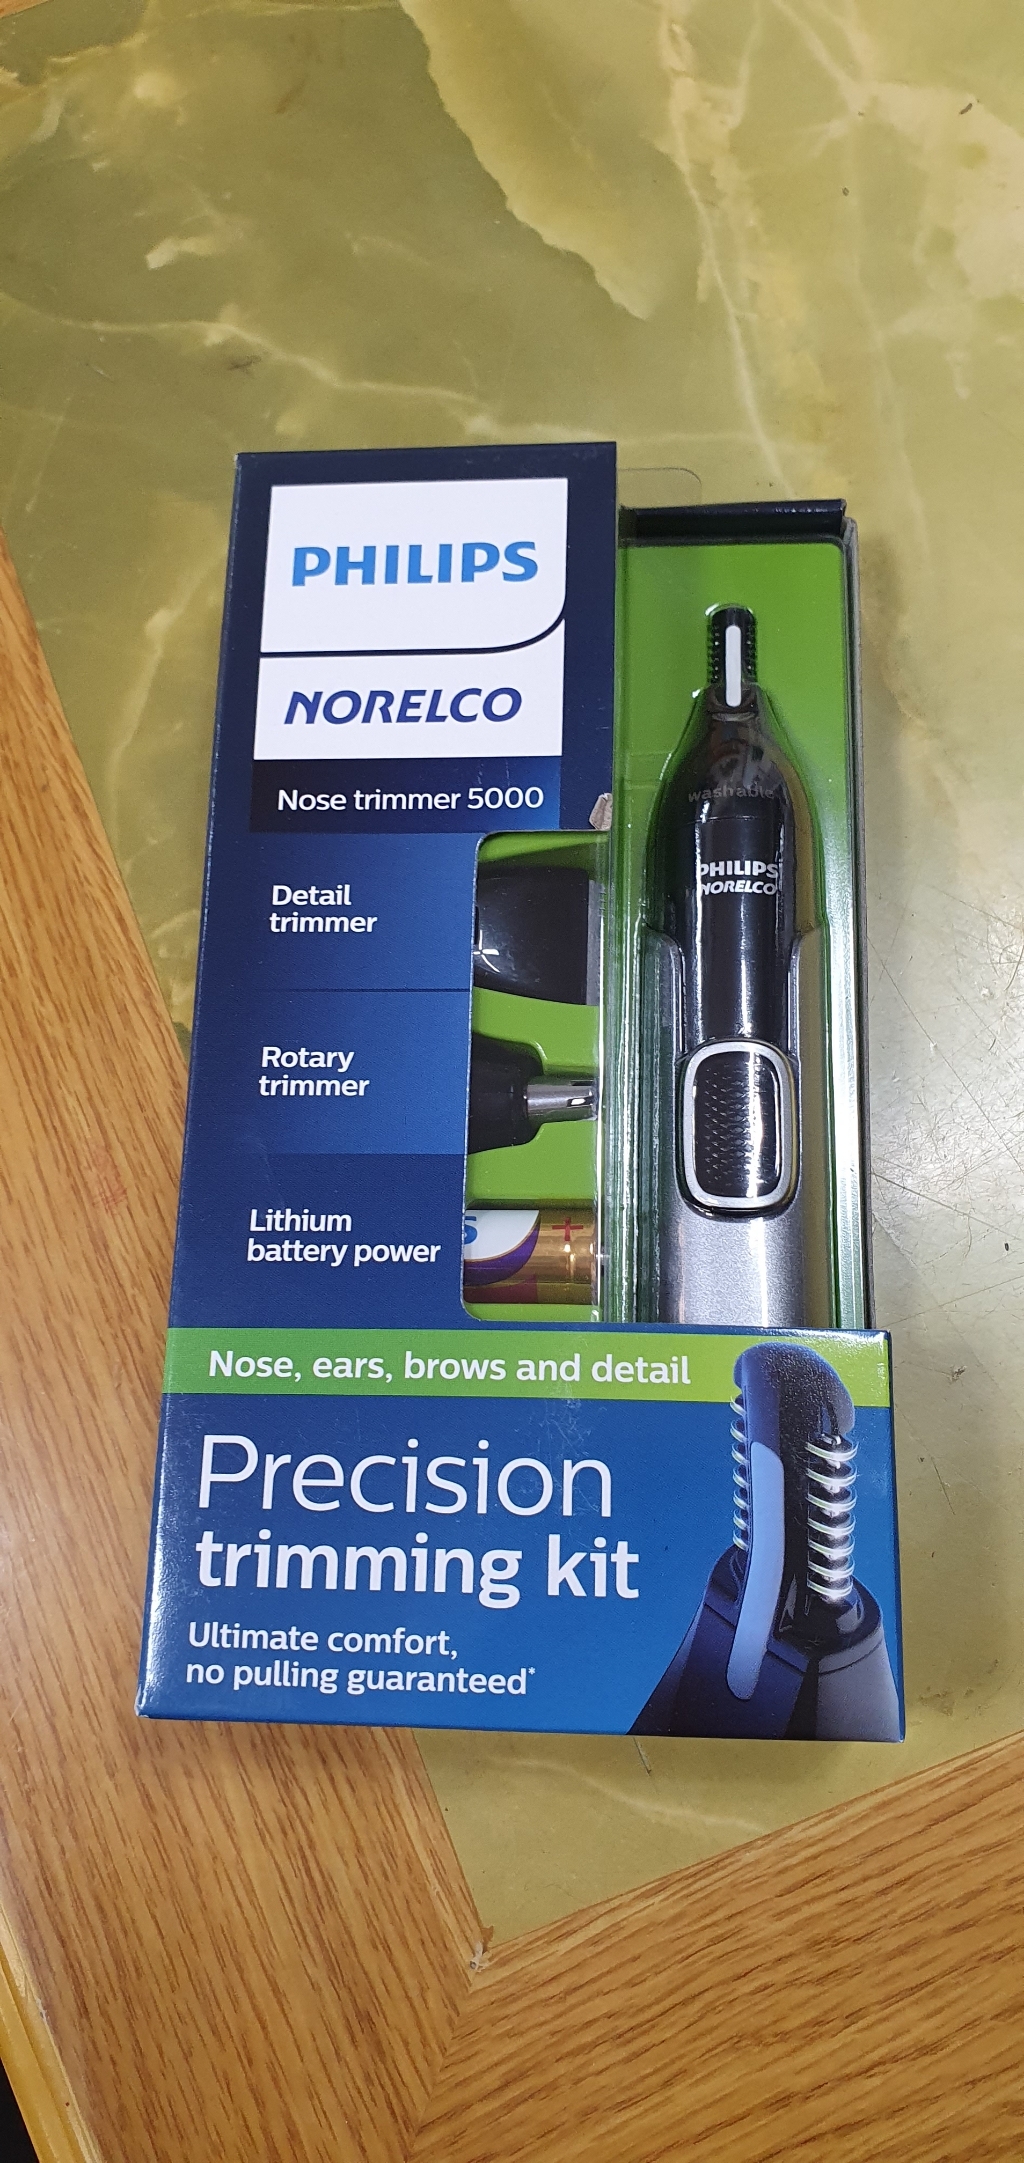 PHILIPS
NORELCO
Nose trimmer 5000
Detail
trimmer
Rotary
trimmer
Lithium
battery power
S
+
washable
PHILIPS
NORELCO
Nose, ears, brows and detail
Precision
trimming kit
Ultimate comfort,
no pulling guaranteed*